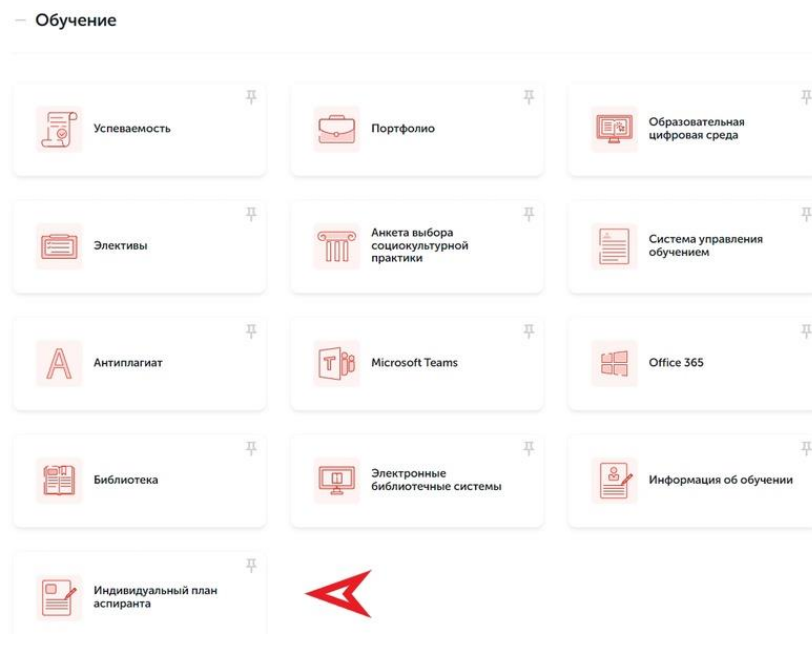 Обучение
Успеваемость
Портфолио
Образовательная
цифровая среда
Элективы
Анкета выбора
социокультурной
практики
Система управления
обучением
Антиплагиат
Microsoft Teams
Office 365
Библиотека
Электронные
библиотечные системы
Информация об обучении
Индивидуальный план
аспиранта